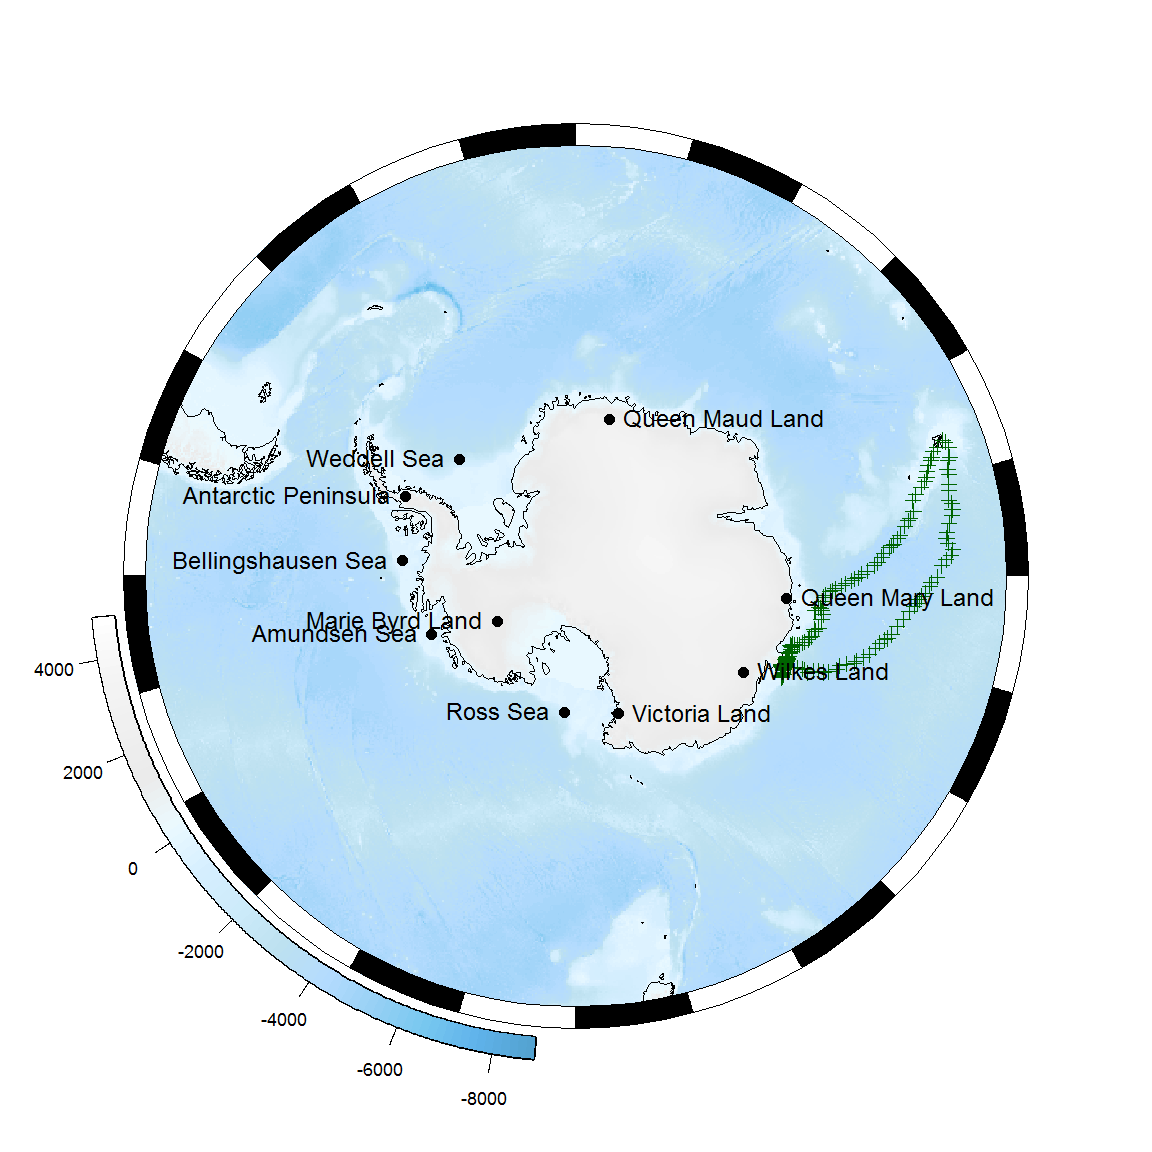 Queen Maud Land
Weddell Sea
Antarctic Peninsula
Bellingshausen Sea
Queen Mary Land
Marie Byrd Land
Amundsen Sea
Wilkes Land
Ross Sea
Victoria Land
4000
2000
0
-2000
-4000
-6000
-8000